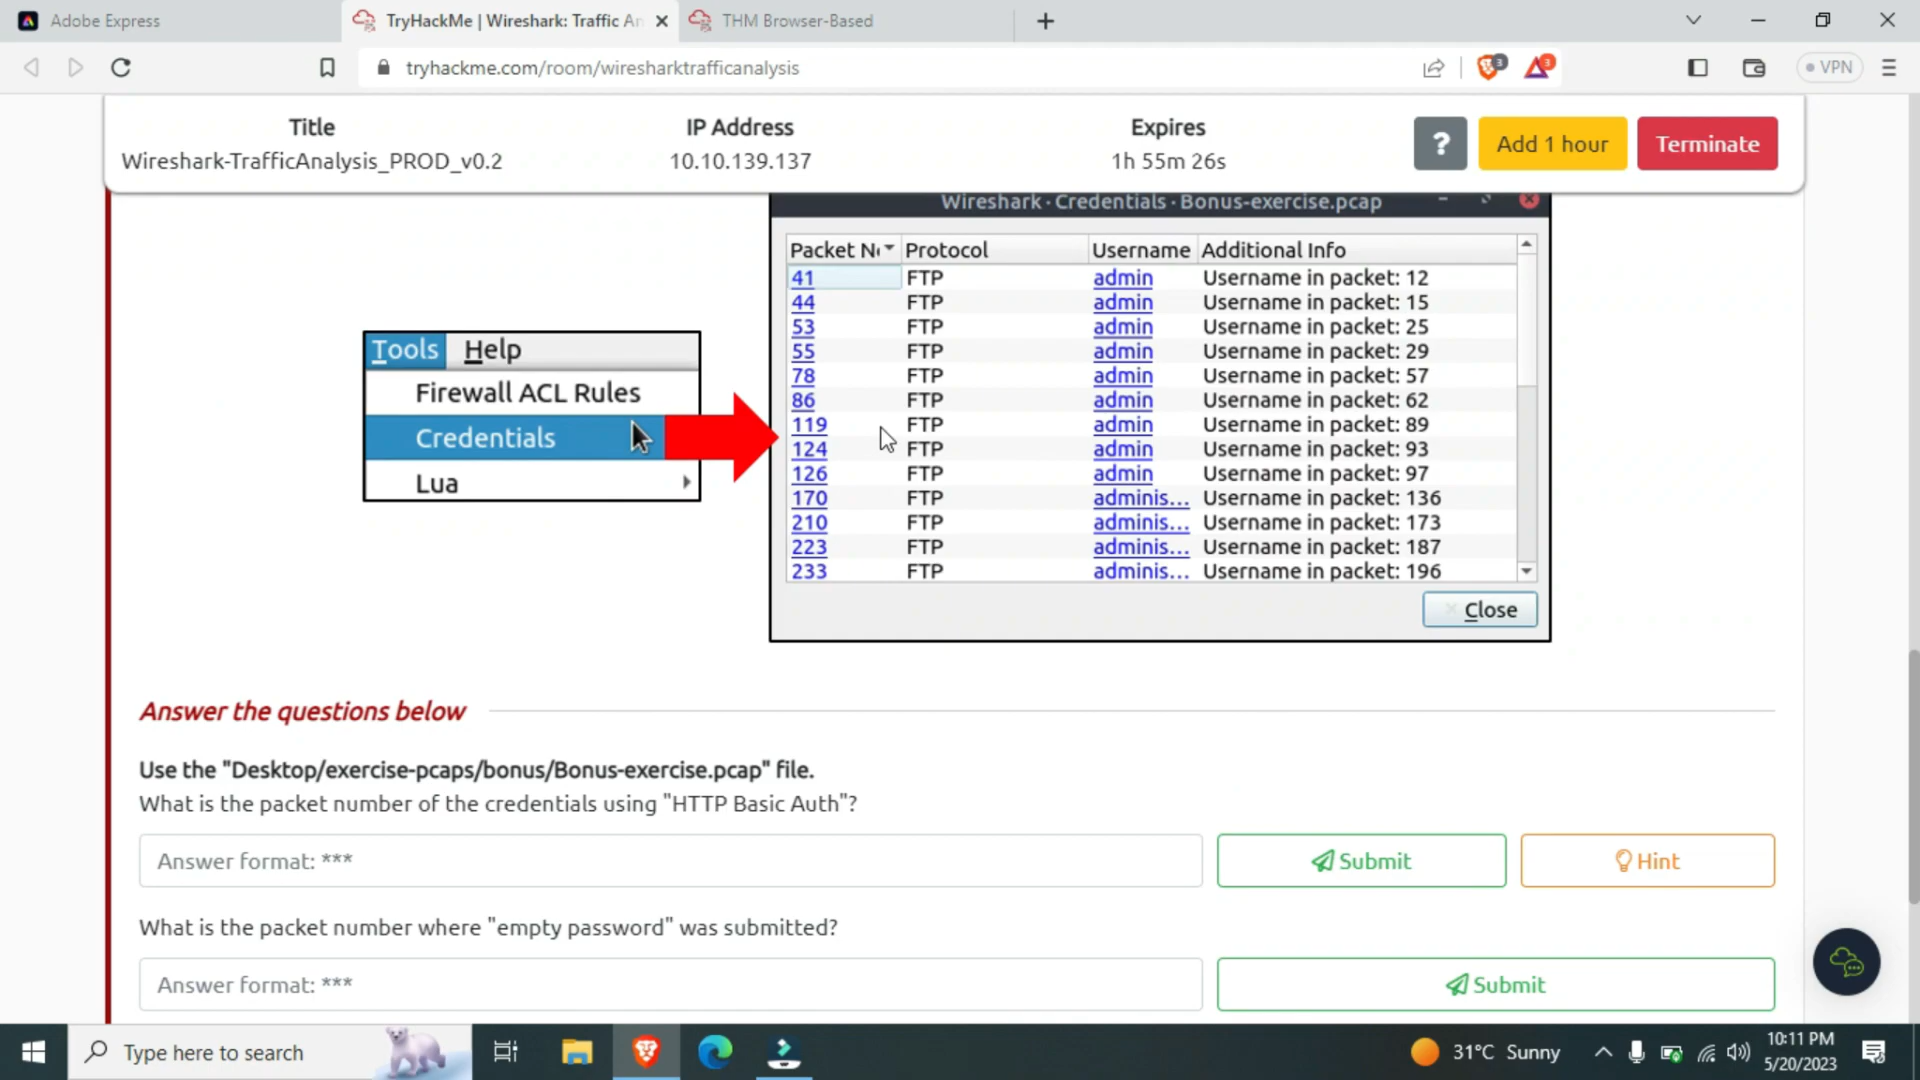 Adobe Express
TryHackMe | Wireshark: Traffic An
THM Browser-Based
tryhackme.com/room/wiresharktrafficanalysis
3
3
VPN
Title
IP Address
Expires
Wireshark-TrafficAnalysis_PROD_v0.2
10.10.139.137
1h 55m 26s
?
Add 1 hour
Terminate
Wireshark · Credentials · Bonus-exercise.pcap
Packet N Protocol Username Additional Info
41 FTP admin Username in packet: 12
44 FTP admin Username in packet: 15
53 FTP admin Username in packet: 25
55 FTP admin Username in packet: 29
78 FTP admin Username in packet: 57
86 FTP admin Username in packet: 62
119 FTP admin Username in packet: 89
124 FTP admin Username in packet: 93
126 FTP admin Username in packet: 97
170 FTP adminis... Username in packet: 136
210 FTP adminis... Username in packet: 173
223 FTP adminis... Username in packet: 187
233 FTP adminis... Username in packet: 196
Close
Tools Help
Firewall ACL Rules
Credentials
Lua
Answer the questions below
Use the "Desktop/exercise-pcaps/bonus/Bonus-exercise.pcap" file.
What is the packet number of the credentials using "HTTP Basic Auth"?
Answer format: ***
Submit
Hint
What is the packet number where "empty password" was submitted?
Answer format: ***
Submit
Type here to search
31°C Sunny
10:11 PM
5/20/2023